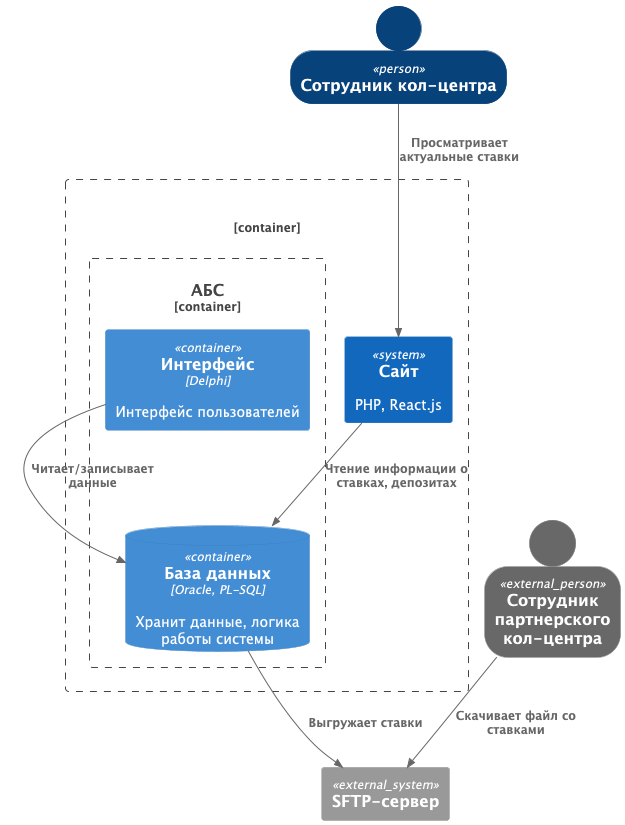 «person»
Сотрудник кол-центра
Просматривает
актуальные ставки
[container]
АБС
[container]
«container»
Интерфейс
[Delphi]
Интерфейс пользователей
«system»
Сайт
PHP, React.js
Читает/записывает
данные
Чтение информации о
ставках, депозитах
«container»
База данных
[Oracle, PL-SQL]
Хранит данные, логика
работы системы
«external_person»
Сотрудник
партнерского
кол-центра
Выгружает ставки
Скачивает файл со
ставками
«external_system»
SFTP-сервер